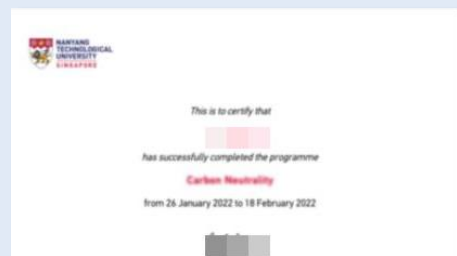 NANYANG
TECHNOLOGICAL
UNIVERSITY
SINGAPORE
This is to certify that
has successfully completed the programme
Carbon Neutrality
from 26 January 2022 to 18 February 2022